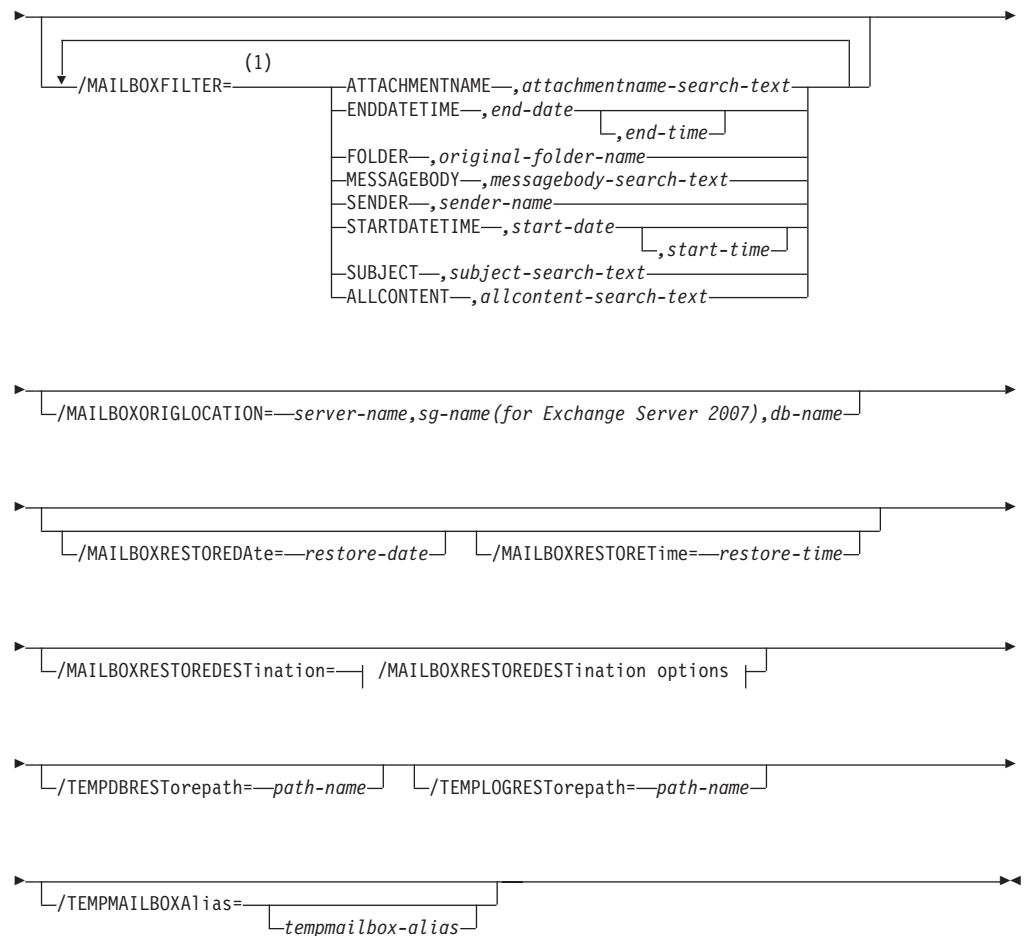 (1)
/MAILBOXFILTER= ATTACHMENTNAME ,attachmentname-search-text
ENDDATETIME ,end-date
,end-time
FOLDER ,original-folder-name
MESSAGEBODY ,messagebody-search-text
SENDER ,sender-name
STARTDATETIME ,start-date
,start-time
SUBJECT ,subject-search-text
ALLCONTENT ,allcontent-search-text
/MAILBOXORIGLOCATION= server-name,sg-name(for Exchange Server 2007),db-name
/MAILBOXRESTOREDAte= restore-date /MAILBOXRESTORETime= restore-time
/MAILBOXRESTOREDESTination= /MAILBOXRESTOREDESTination options
/TEMPDBRESTorepath= path-name /TEMPLOGRESTorepath= path-name
/TEMPMAILBOXAlias=
tempmailbox-alias